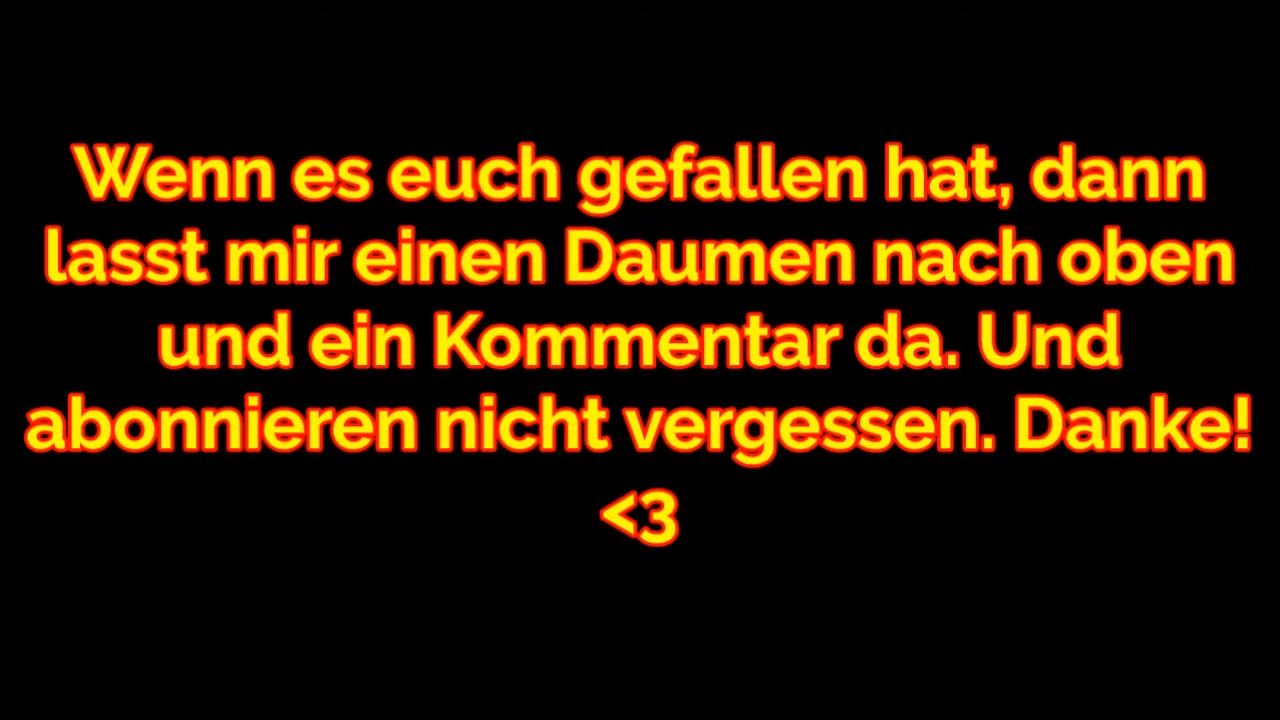 Wenn es euch gefallen hat, dann
lasst mir einen Daumen nach oben
und ein Kommentar da. Und
abonnieren nicht vergessen. Danke!
<3